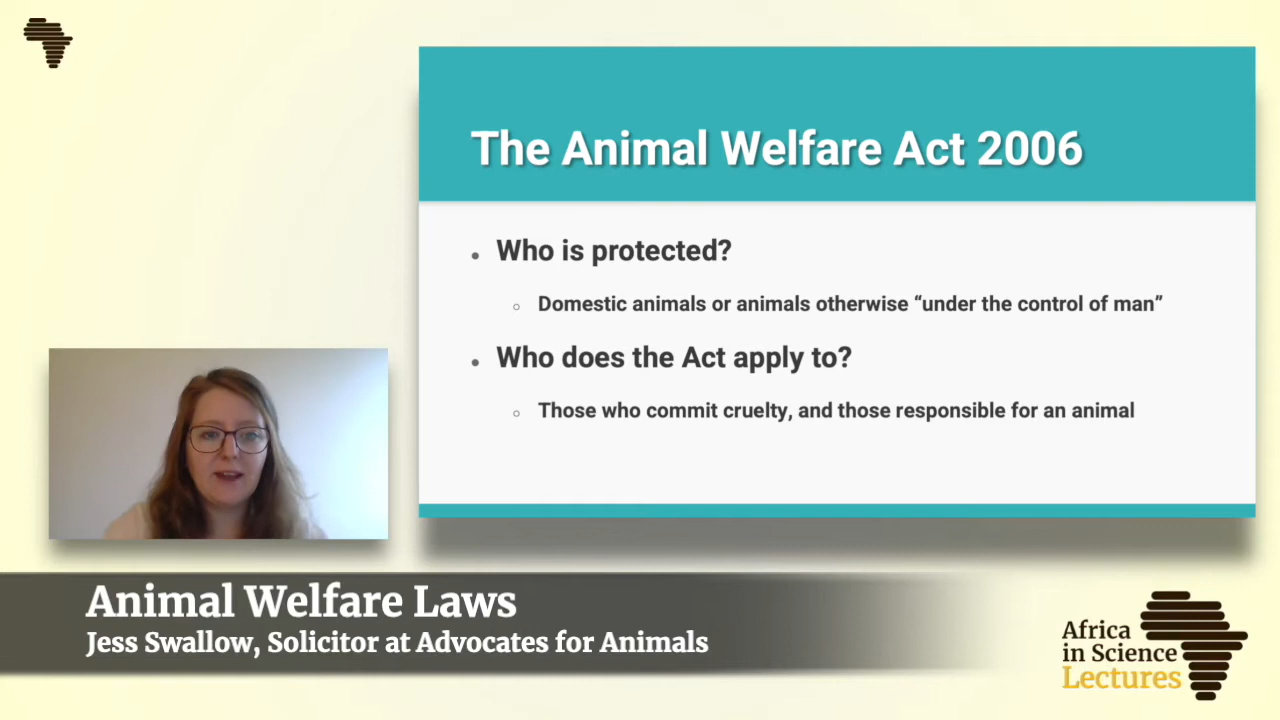 The Animal Welfare Act 2006
• Who is protected?
○ Domestic animals or animals otherwise “under the control of man”
• Who does the Act apply to?
○ Those who commit cruelty, and those responsible for an animal
Animal Welfare Laws
Jess Swallow, Solicitor at Advocates for Animals
Africa
in Science
Lectures